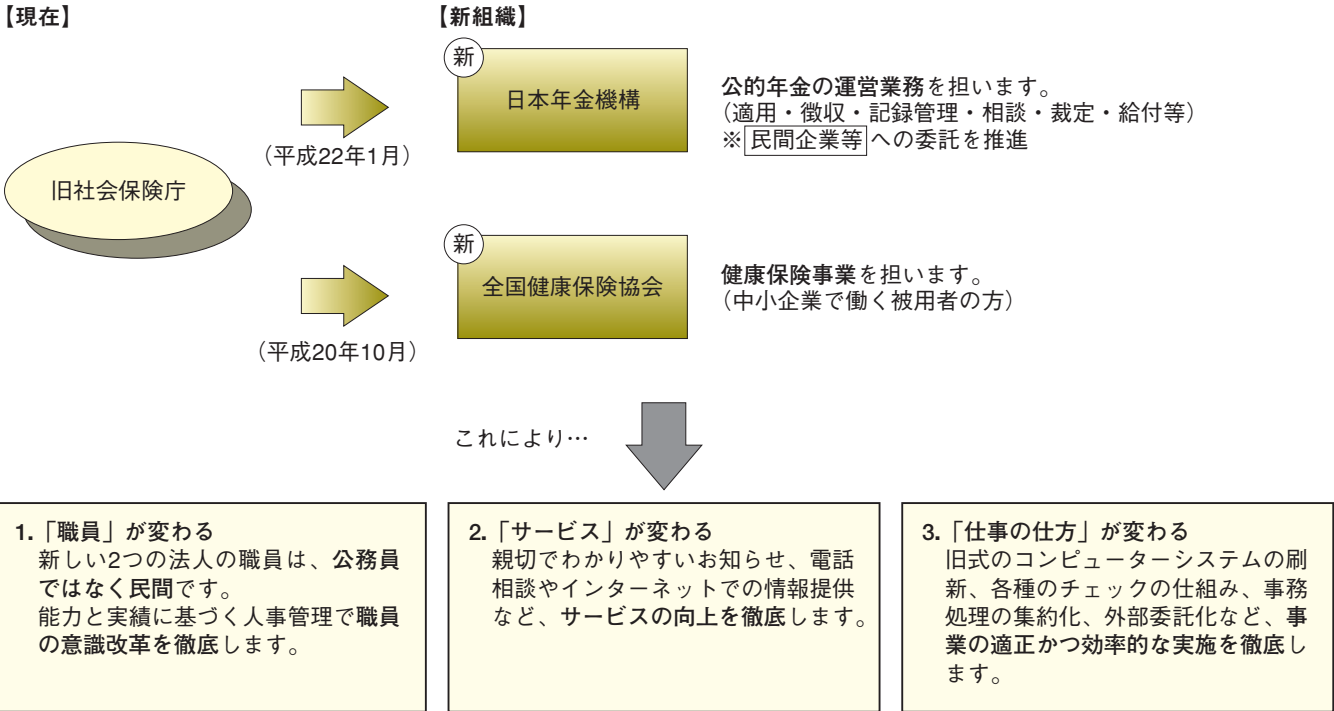 【現在】
【新組織】
新
日本年金機構
公的年金の運営業務を担います。
（適用・徴収・記録管理・相談・裁定・給付等）
※民間企業等への委託を推進
（平成22年1月）
旧社会保険庁
新
全国健康保険協会
健康保険事業を担います。
（中小企業で働く被用者の方）
（平成20年10月）
これにより…
1.「職員」が変わる
新しい2つの法人の職員は、公務員
ではなく民間です。
能力と実績に基づく人事管理で職員
の意識改革を徹底します。
2.「サービス」が変わる
親切でわかりやすいお知らせ、電話
相談やインターネットでの情報提供
など、サービスの向上を徹底します。
3.「仕事の仕方」が変わる
旧式のコンピューターシステムの刷
新、各種のチェックの仕組み、事務
処理の集約化、外部委託化など、事
業の適正かつ効率的な実施を徹底し
ます。